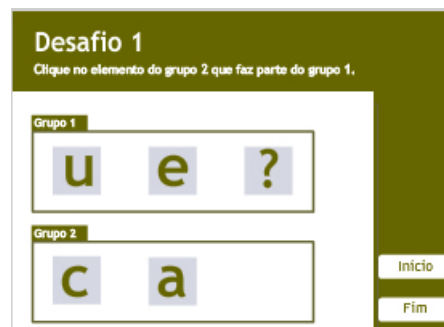 Desafio 1
Clique no elemento do grupo 2 que faz parte do grupo 1.
Grupo 1
u e ?
Grupo 2
c a
Início
Fim